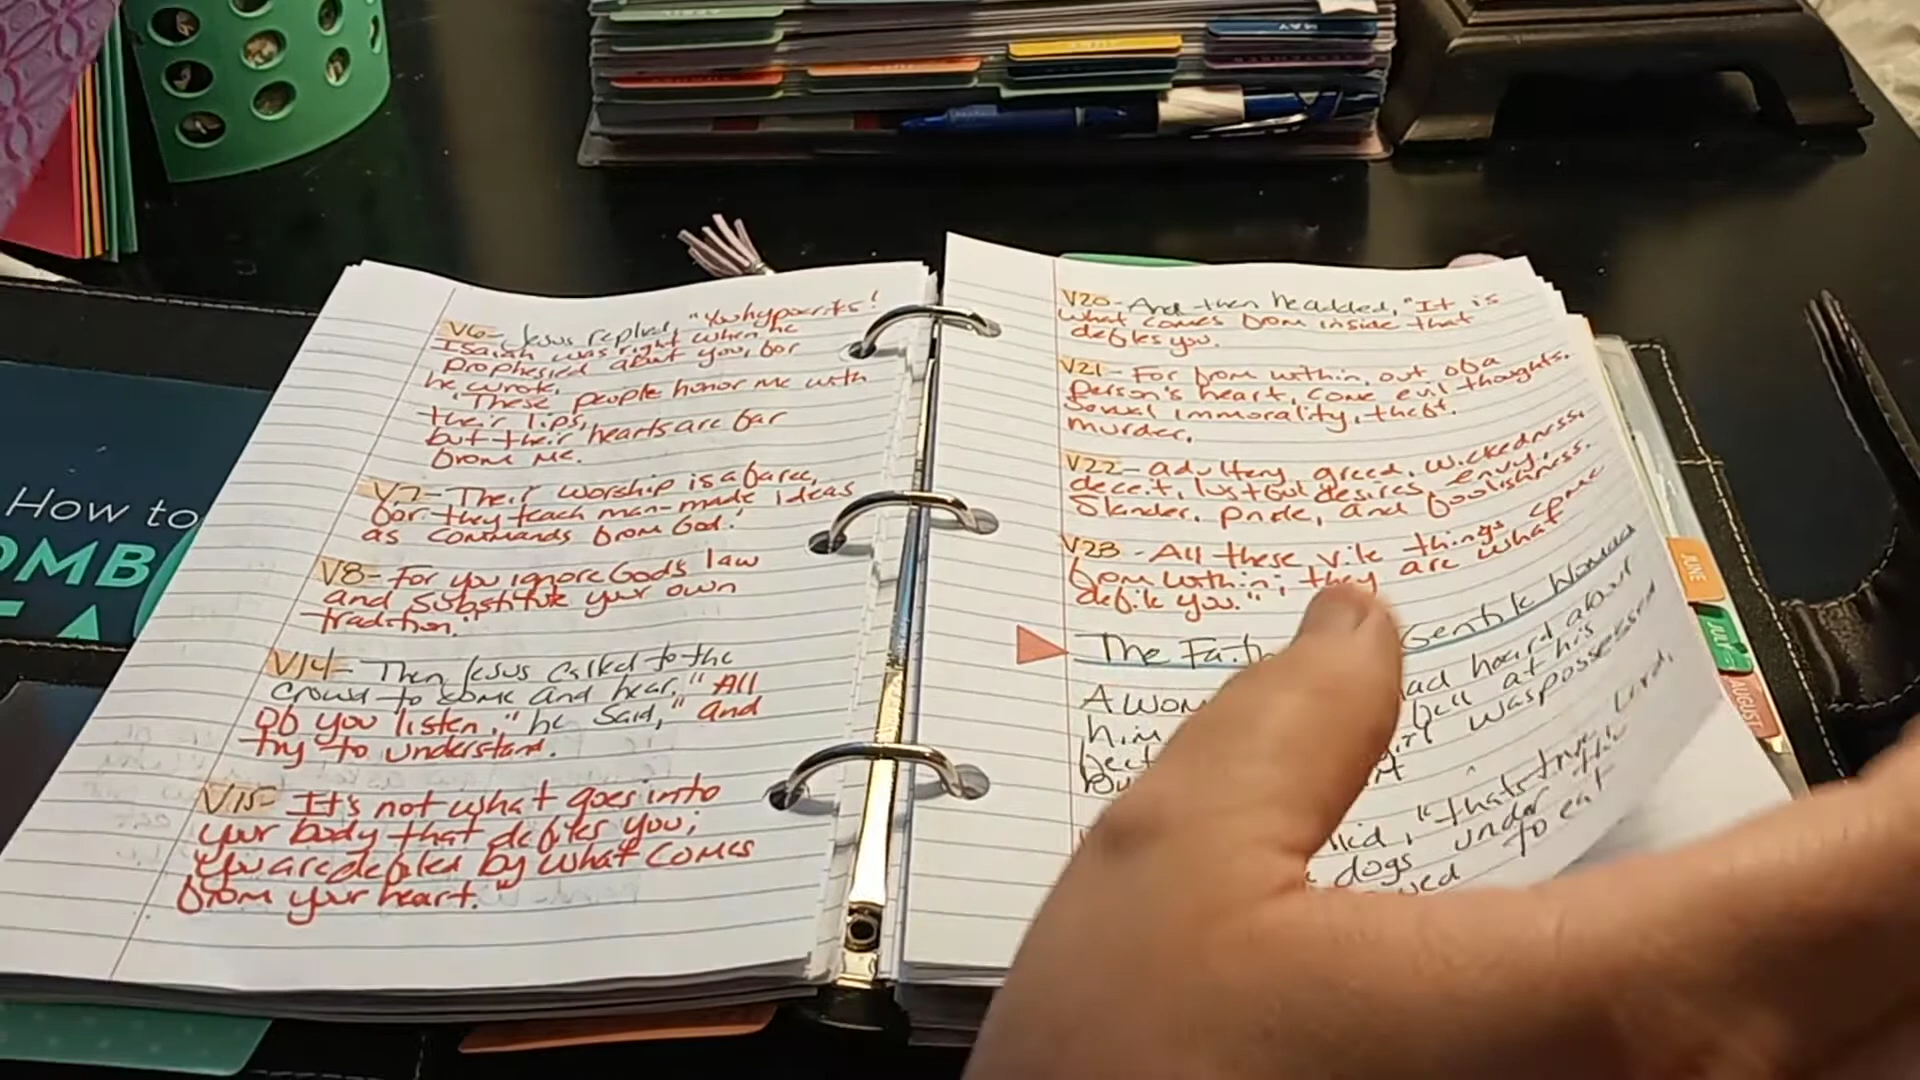 How to
OMB
MAY
JUNE
V6- Jesus replied, "You hypocrits!
Isaiah was right when he
prophesied about you, for
he wrote,
"These people honor me with
their lips,
but their hearts are far
from me.
V7- Their worship is a farce,
for they teach man-made ideas
as commands from God.'
V8- For you ignore God's law
and substitute your own
tradition."
V14- Then Jesus called to the
crowd to come and hear, "All
of you listen," he said, "and
try to understand.
V15- It's not what goes into
your body that defiles you;
you are defiled by what comes
from your heart."
V20- And then he added, "It is
what comes from inside that
defiles you.
V21- For from within, out of a
person's heart, come evil thoughts,
sexual immorality, theft,
murder,
V22- adultery, greed, wickedness,
deceit, lustful desires, envy,
slander, pride, and foolishness.
V23- All these vile things come
from within; they are what
defile you."
The Faith Gentile Woman
A woman had heard about
him fell at his
girl was possessed
"that's true, Lord,
dogs under the
to eat
JUNE
JULY
AUGUST